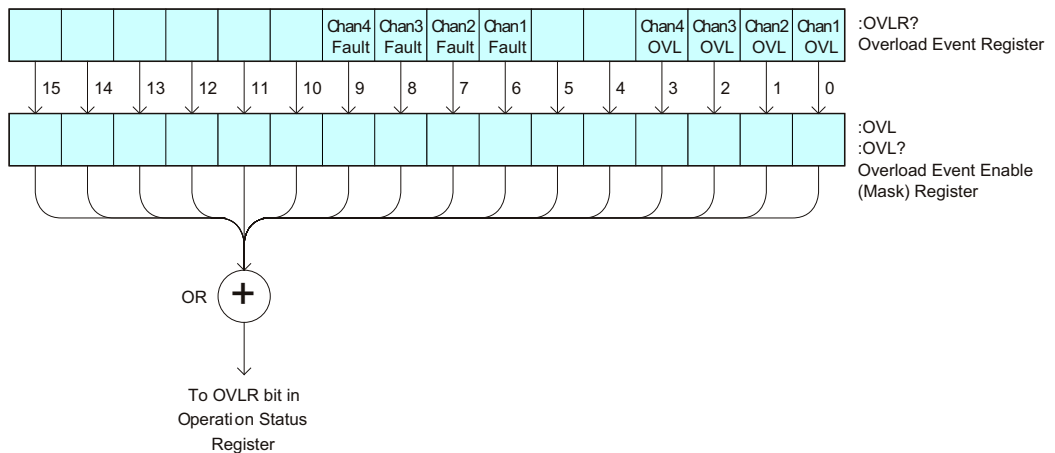 Chan4 Chan3 Chan2 Chan1 Chan4 Chan3 Chan2 Chan1
Fault Fault Fault Fault OVL OVL OVL OVL
:OVLR?
Overload Event Register
15 14 13 12 11 10 9 8 7 6 5 4 3 2 1 0
:OVL
:OVL?
Overload Event Enable
(Mask) Register
OR +
To OVLR bit in
Operation Status
Register